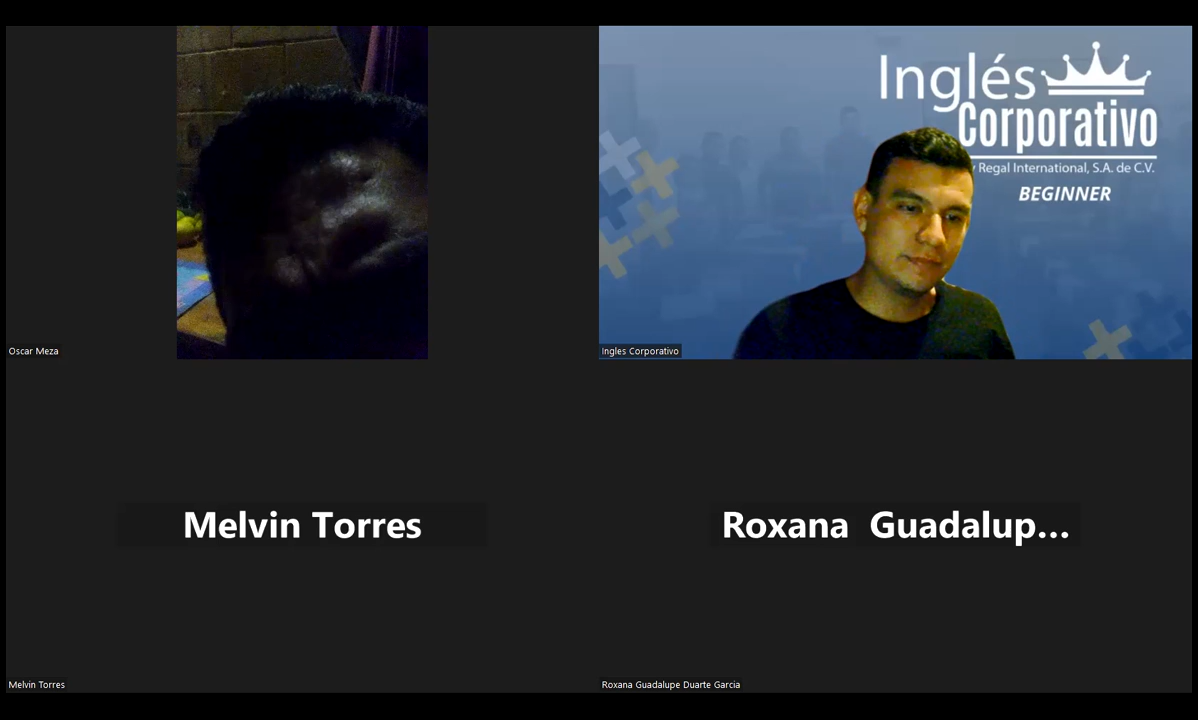 Inglés
Corporativo
y Regal International, S.A. de C.V.
BEGINNER
Oscar Meza
Ingles Corporativo
Melvin Torres
Roxana Guadalup...
Melvin Torres
Roxana Guadalupe Duarte Garcia